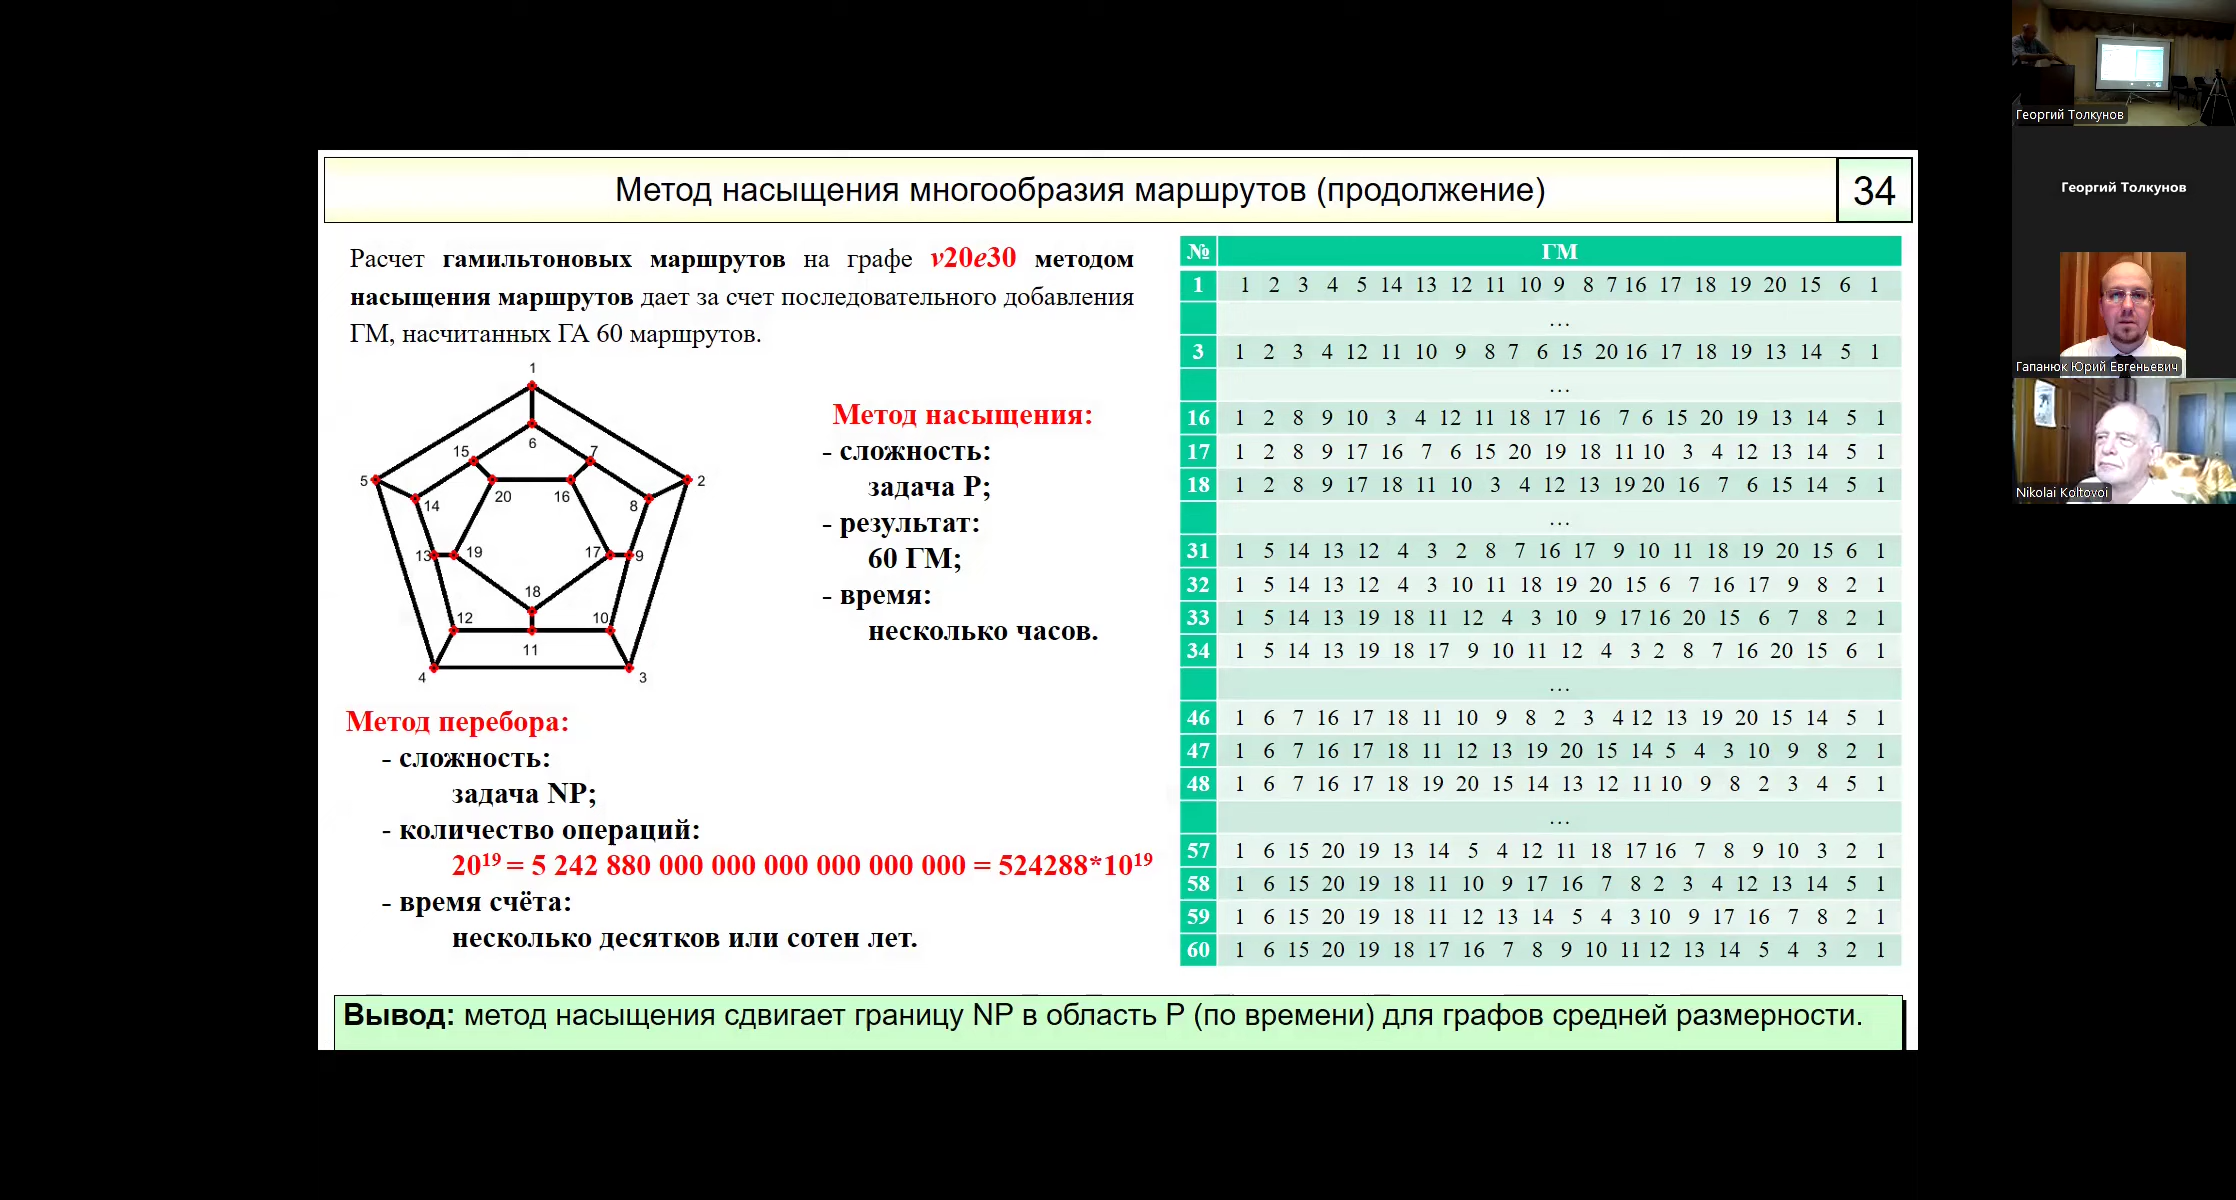 Метод насыщения многообразия маршрутов (продолжение)
34
Расчет гамильтоновых маршрутов на графе v20e30 методом
насыщения маршрутов дает за счет последовательного добавления
ГМ, насчитанных ГА 60 маршрутов.
1
6
15
7
5
2
20
16
14
8
13
19
17
9
18
12
10
11
4
3
Метод насыщения:
- сложность:
задача P;
- результат:
60 ГМ;
- время:
несколько часов.
Метод перебора:
- сложность:
задача NP;
- количество операций:
20¹⁹ = 5 242 880 000 000 000 000 000 000 = 524288*10¹⁹
- время счёта:
несколько десятков или сотен лет.
№ ГМ
1 1 2 3 4 5 14 13 12 11 10 9 8 7 16 17 18 19 20 15 6 1
…
3 1 2 3 4 12 11 10 9 8 7 6 15 20 16 17 18 19 13 14 5 1
…
16 1 2 8 9 10 3 4 12 11 18 17 16 7 6 15 20 19 13 14 5 1
17 1 2 8 9 17 16 7 6 15 20 19 18 11 10 3 4 12 13 14 5 1
18 1 2 8 9 17 18 11 10 3 4 12 13 19 20 16 7 6 15 14 5 1
…
31 1 5 14 13 12 4 3 2 8 7 16 17 9 10 11 18 19 20 15 6 1
32 1 5 14 13 12 4 3 10 11 18 19 20 15 6 7 16 17 9 8 2 1
33 1 5 14 13 19 18 11 12 4 3 10 9 17 16 20 15 6 7 8 2 1
34 1 5 14 13 19 18 17 9 10 11 12 4 3 2 8 7 16 20 15 6 1
…
46 1 6 7 16 17 18 11 10 9 8 2 3 4 12 13 19 20 15 14 5 1
47 1 6 7 16 17 18 11 12 13 19 20 15 14 5 4 3 10 9 8 2 1
48 1 6 7 16 17 18 19 20 15 14 13 12 11 10 9 8 2 3 4 5 1
…
57 1 6 15 20 19 13 14 5 4 12 11 18 17 16 7 8 9 10 3 2 1
58 1 6 15 20 19 18 11 10 9 17 16 7 8 2 3 4 12 13 14 5 1
59 1 6 15 20 19 18 11 12 13 14 5 4 3 10 9 17 16 7 8 2 1
60 1 6 15 20 19 18 17 16 7 8 9 10 11 12 13 14 5 4 3 2 1
Вывод: метод насыщения сдвигает границу NP в область P (по времени) для графов средней размерности.
Георгий Толкунов
Георгий Толкунов
Гапанюк Юрий Евгеньевич
Nikolai Koltovoi